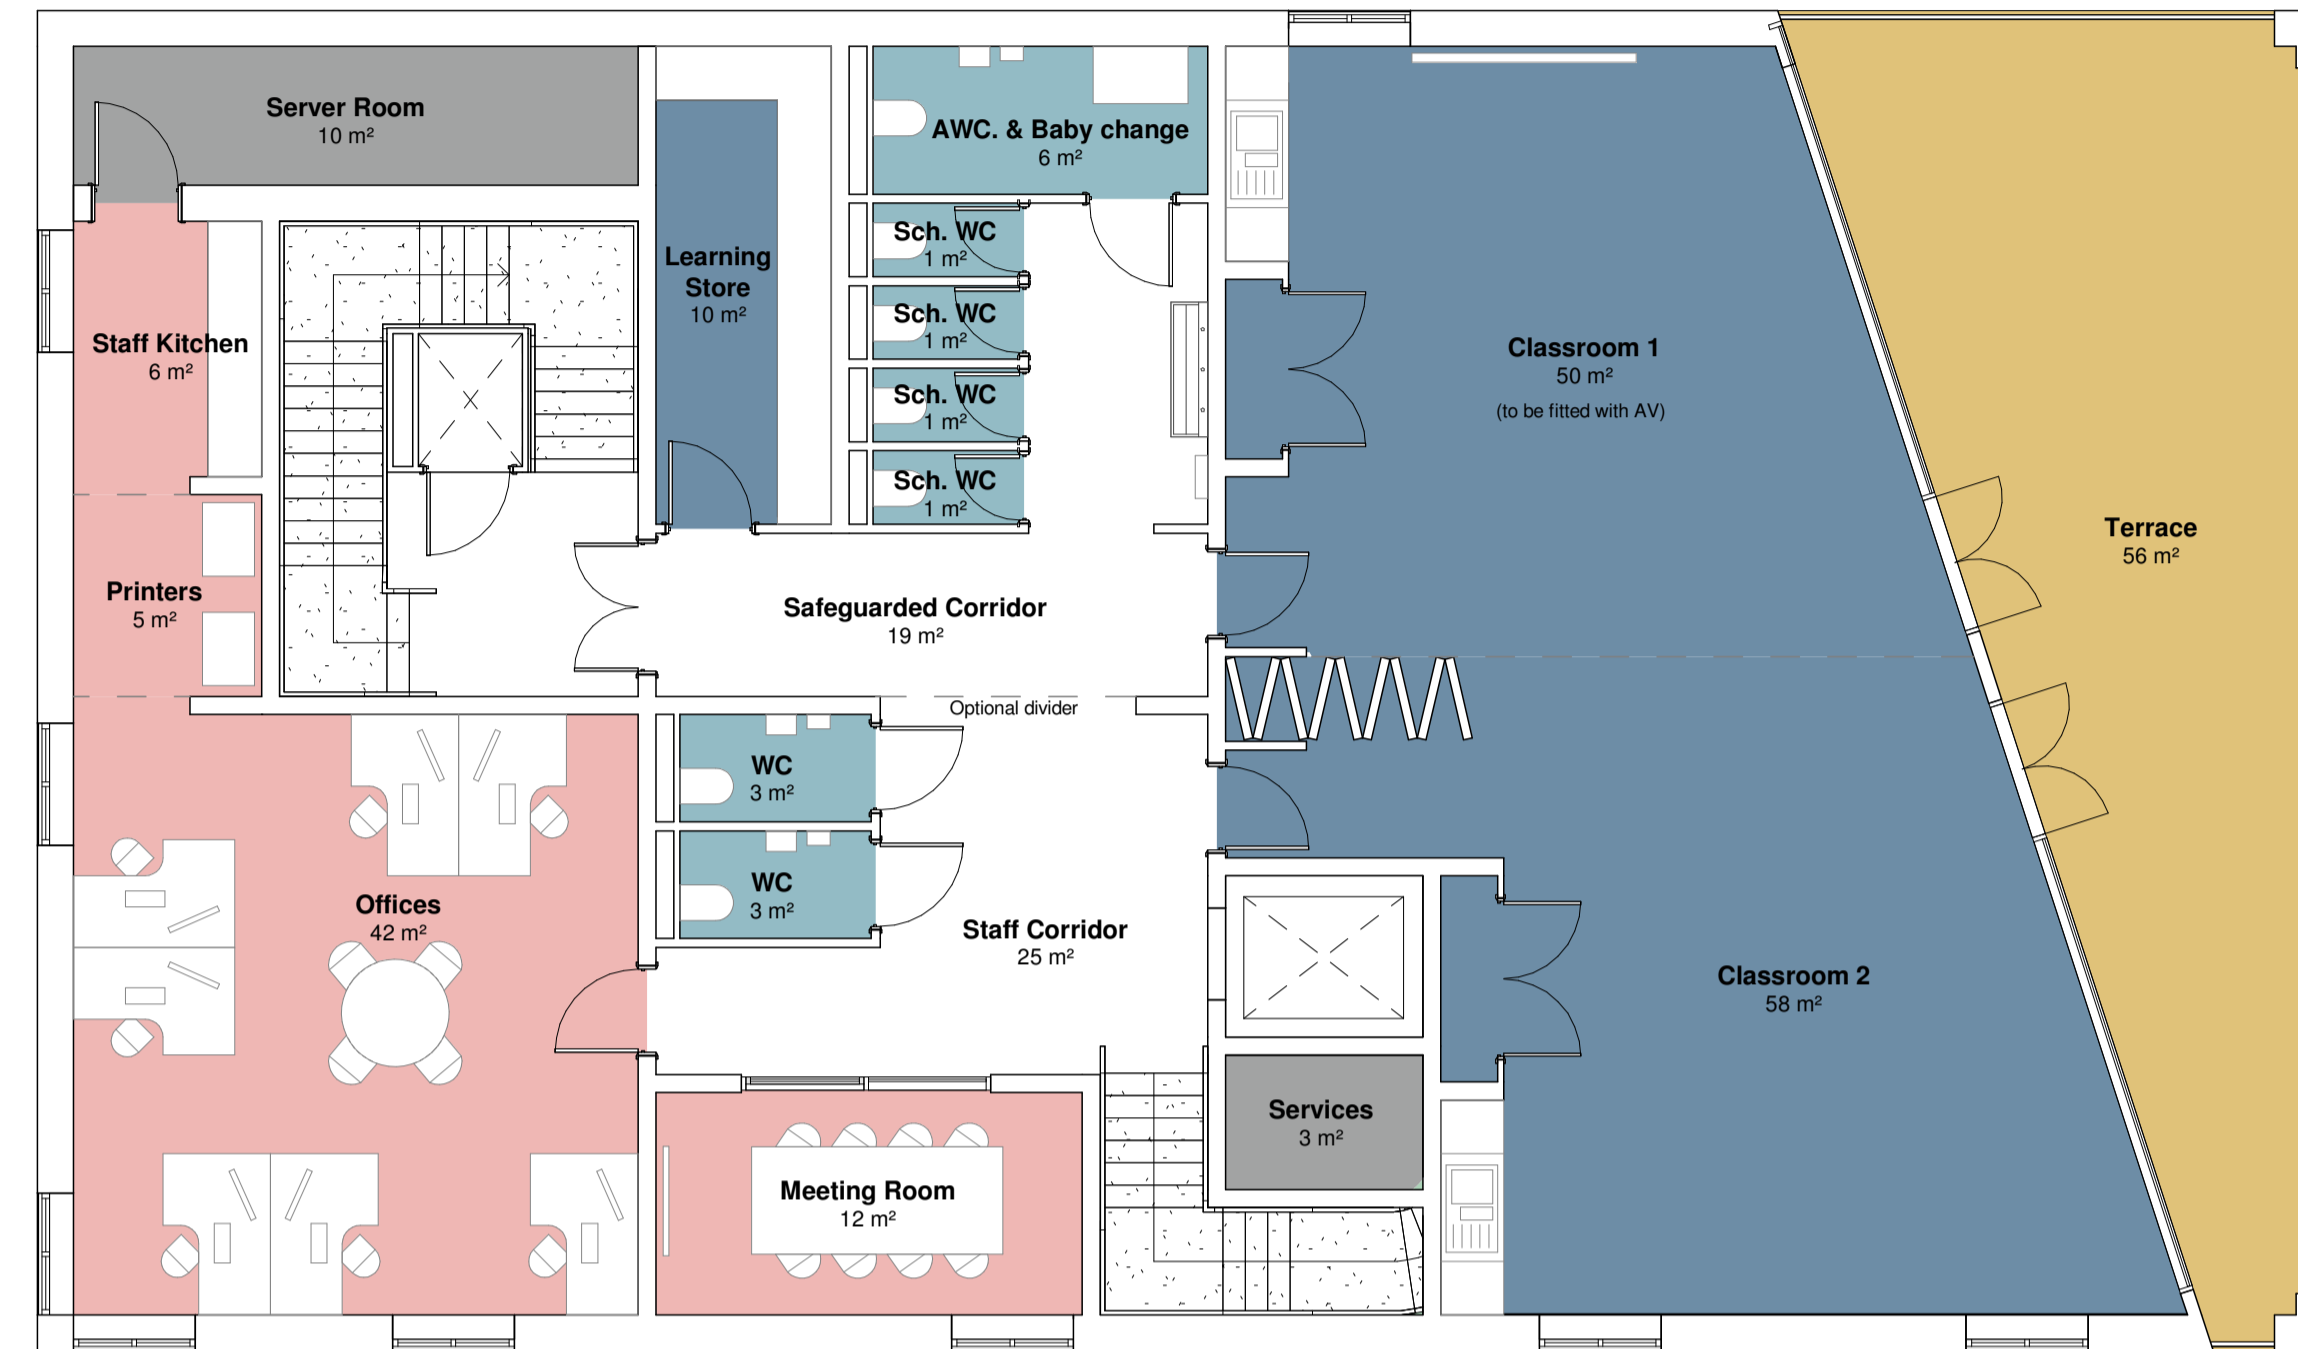 Server Room
10 m²
AWC. & Baby change
6 m²
Sch. WC
1 m²
Learning
Store
10 m²
Sch. WC
1 m²
Staff Kitchen
6 m²
Classroom 1
50 m²
(to be fitted with AV)
Sch. WC
1 m²
Sch. WC
1 m²
Terrace
56 m²
Printers
5 m²
Safeguarded Corridor
19 m²
Optional divider
WC
3 m²
WC
3 m²
Offices
42 m²
Staff Corridor
25 m²
Classroom 2
58 m²
Services
3 m²
Meeting Room
12 m²